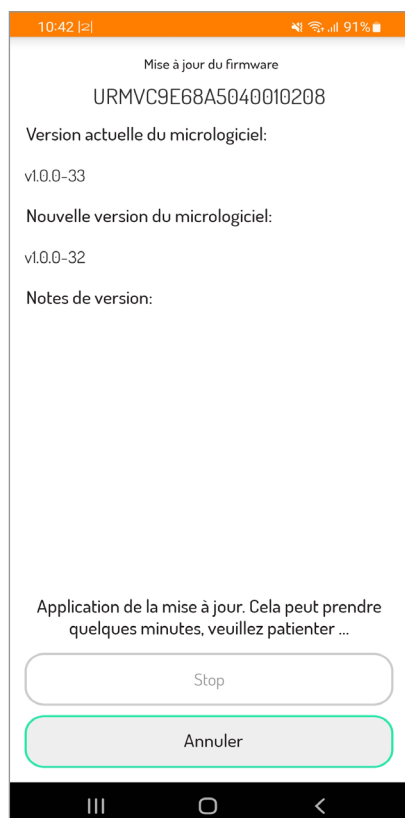 10:42 |2| 91%
Mise à jour du firmware
URMVC9E68A5040010208
Version actuelle du micrologiciel:
v1.0.0-33
Nouvelle version du micrologiciel:
v1.0.0-32
Notes de version:
Application de la mise à jour. Cela peut prendre
quelques minutes, veuillez patienter ...
Stop
Annuler